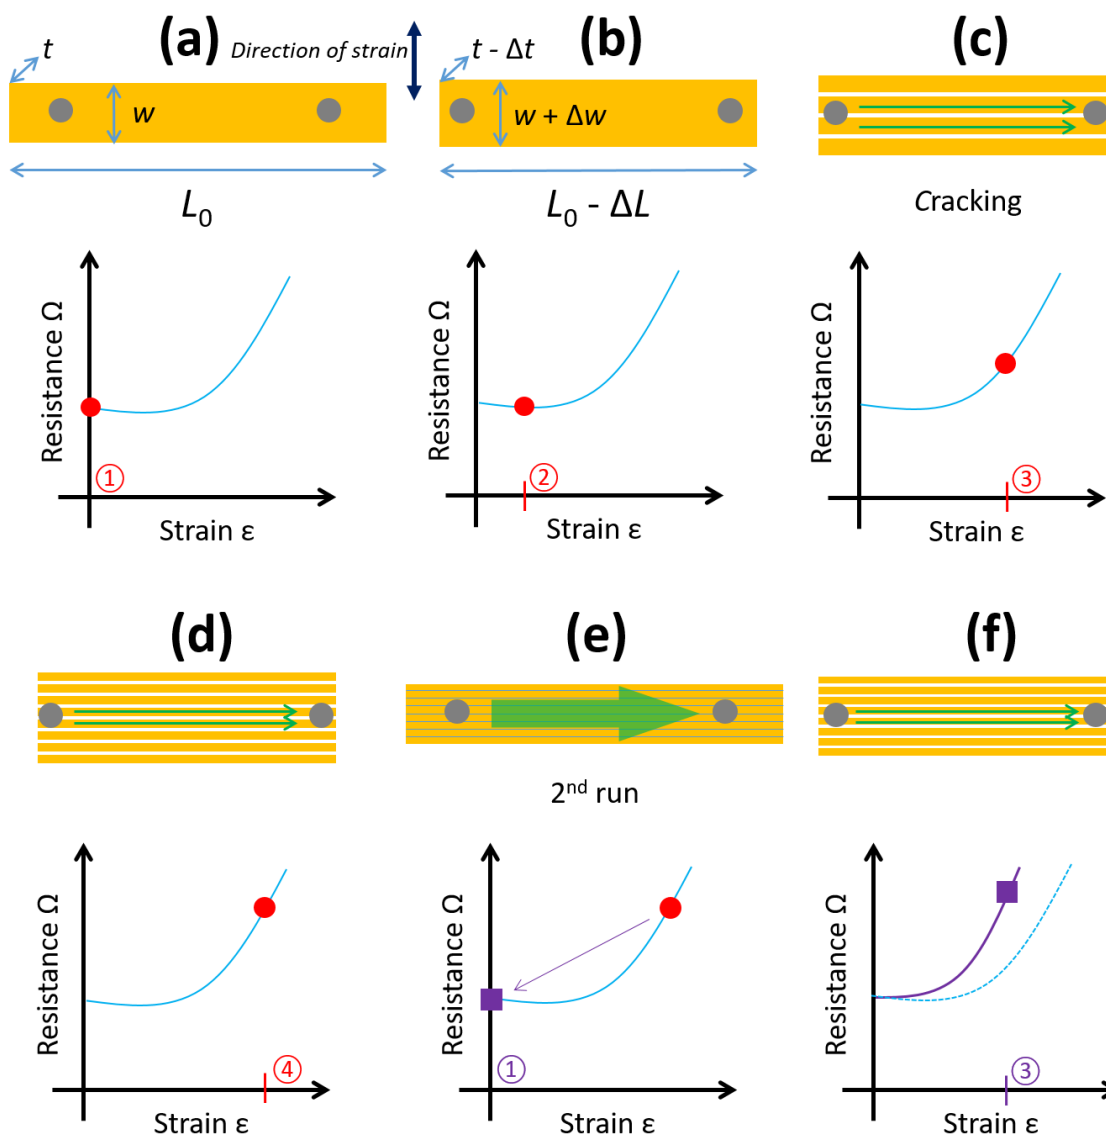 (a)
t
Direction of strain
w
L0
Resistance Ω
①
Strain ε
(b)
t - Δt
w + Δw
L0 - ΔL
Resistance Ω
②
Strain ε
(c)
Cracking
Resistance Ω
③
Strain ε
(d)
Resistance Ω
④
Strain ε
(e)
2nd run
Resistance Ω
①
Strain ε
(f)
Resistance Ω
③
Strain ε